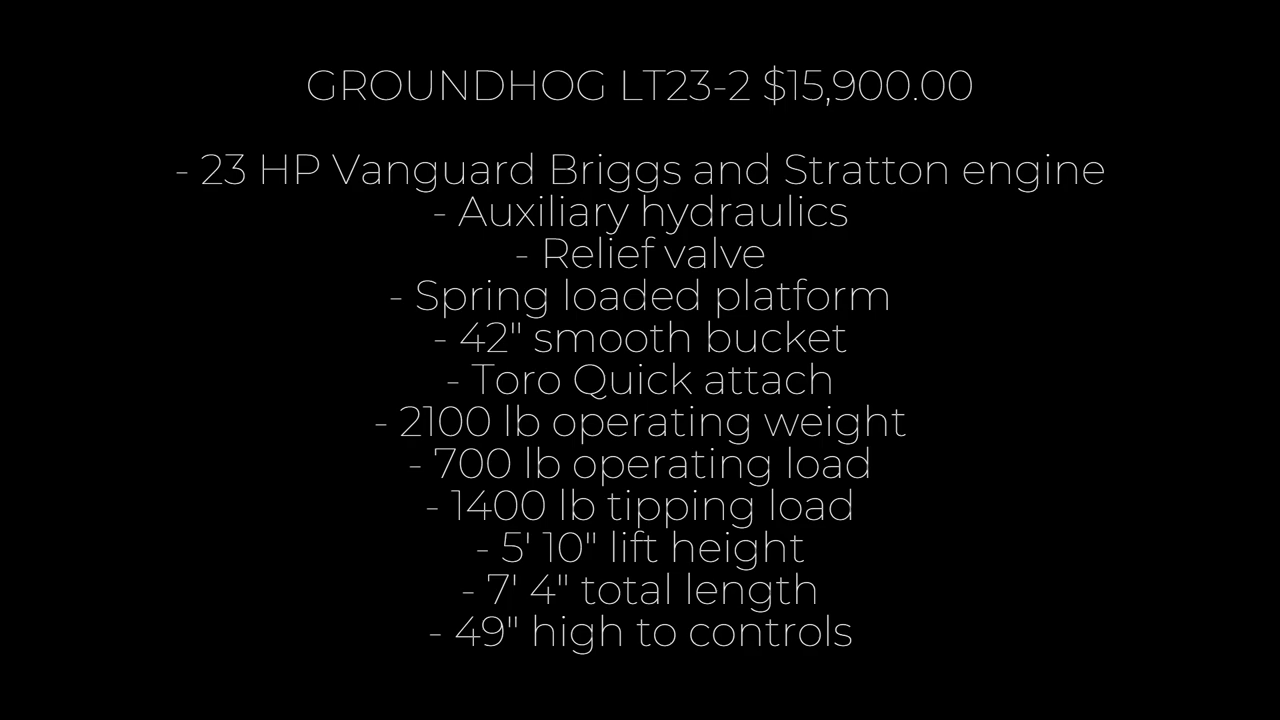 GROUNDHOG LT23-2 $15,900.00
- 23 HP Vanguard Briggs and Stratton engine
- Auxiliary hydraulics
- Relief valve
- Spring loaded platform
- 42" smooth bucket
- Toro Quick attach
- 2100 lb operating weight
- 700 lb operating load
- 1400 lb tipping load
- 5' 10" lift height
- 7' 4" total length
- 49" high to controls